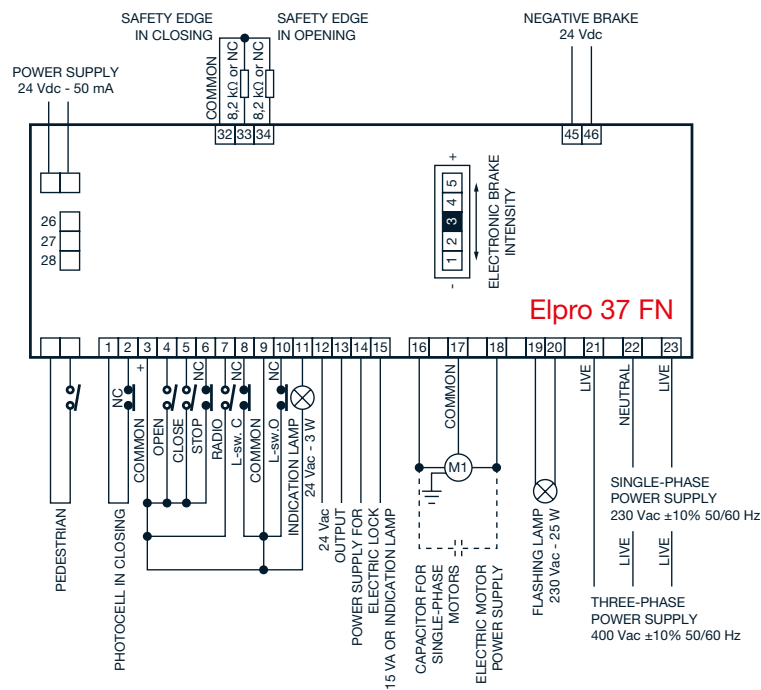 SAFETY EDGE
IN CLOSING
SAFETY EDGE
IN OPENING
NEGATIVE BRAKE
24 Vdc
POWER SUPPLY
24 Vdc - 50 mA
COMMON
8,2 kΩ or NC
8,2 kΩ or NC
32 33 34
45 46
26
27
28
+
5
4
3
2
1
-
ELECTRONIC BRAKE
INTENSITY
Elpro 37 FN
1 2 3 4 5 6 7 8 9 10 11 12 13 14 15 16 17 18 19 20 21 22 23
PEDESTRIAN
PHOTOCELL IN CLOSING
NC
COMMON
+
OPEN
CLOSE
STOP
NC
RADIO
L-sw. C
NC
COMMON
L-sw.O
NC
INDICATION LAMP
24 Vac - 3 W
24 Vac
OUTPUT
POWER SUPPLY FOR
ELECTRIC LOCK
15 VA OR INDICATION LAMP
COMMON
M1
CAPACITOR FOR
SINGLE-PHASE
MOTORS
ELECTRIC MOTOR
POWER SUPPLY
FLASHING LAMP
230 Vac - 25 W
LIVE
NEUTRAL
LIVE
SINGLE-PHASE
POWER SUPPLY
230 Vac ±10% 50/60 Hz
LIVE
LIVE
THREE-PHASE
POWER SUPPLY
400 Vac ±10% 50/60 Hz